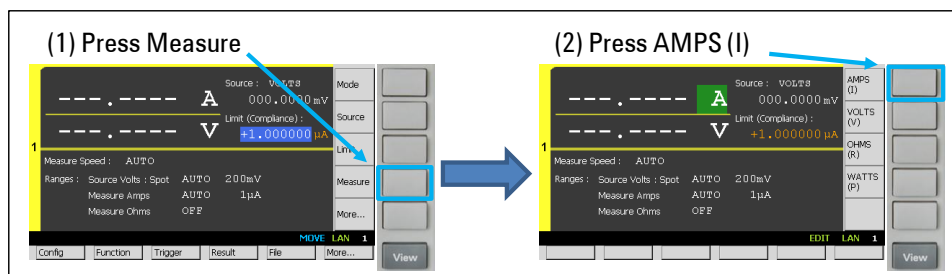 (1) Press Measure
(2) Press AMPS (I)
---.---- A
Source : VOLTS
000.0000 mV
---.---- V
Limit (Compliance) :
+1.000000 µA
1
Measure Speed : AUTO
Ranges : Source Volts : Spot AUTO 200mV
Measure Amps AUTO 1µA
Measure Ohms OFF
Mode
Source
Limit
Measure
More...
MOVE LAN 1
Config Function Trigger Result File More...
View
---.---- A
Source : VOLTS
000.0000 mV
---.---- V
Limit (Compliance) :
+1.000000 µA
1
Measure Speed : AUTO
Ranges : Source Volts : Spot AUTO 200mV
Measure Amps AUTO 1µA
Measure Ohms OFF
AMPS
(I)
VOLTS
(V)
OHMS
(R)
WATTS
(P)
EDIT LAN 1
View